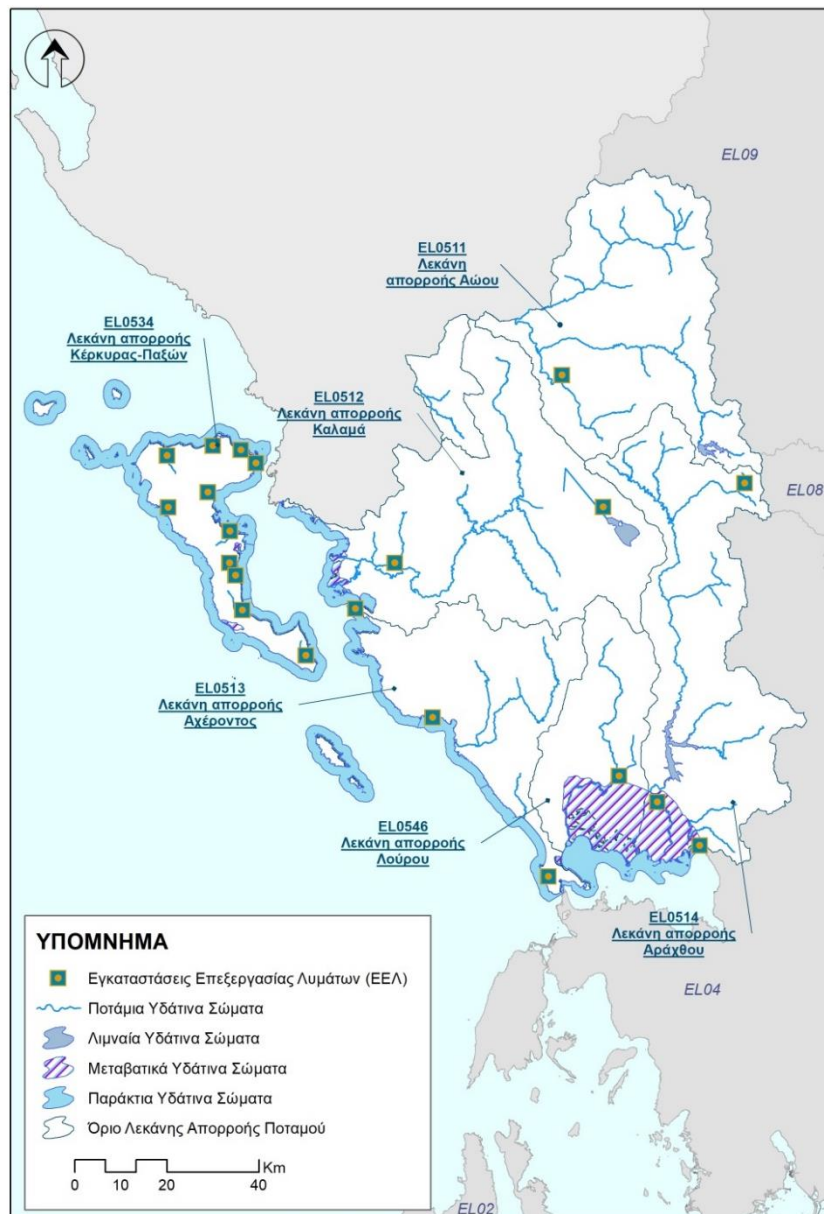 EL09
EL0511
Λεκάνη
απορροής Αώου
EL0534
Λεκάνη απορροής
Κέρκυρας-Παξών
EL0512
Λεκάνη απορροής
Καλαμά
EL08
EL0513
Λεκάνη απορροής
Αχέροντος
EL0546
Λεκάνη απορροής
Λούρου
EL0514
Λεκάνη απορροής
Αράχθου
EL04
ΥΠΟΜΝΗΜΑ
Εγκαταστάσεις Επεξεργασίας Λυμάτων (ΕΕΛ)
Ποτάμια Υδάτινα Σώματα
Λιμναία Υδάτινα Σώματα
Μεταβατικά Υδάτινα Σώματα
Παράκτια Υδάτινα Σώματα
Όριο Λεκάνης Απορροής Ποταμού
Km
0 10 20 40
EL02